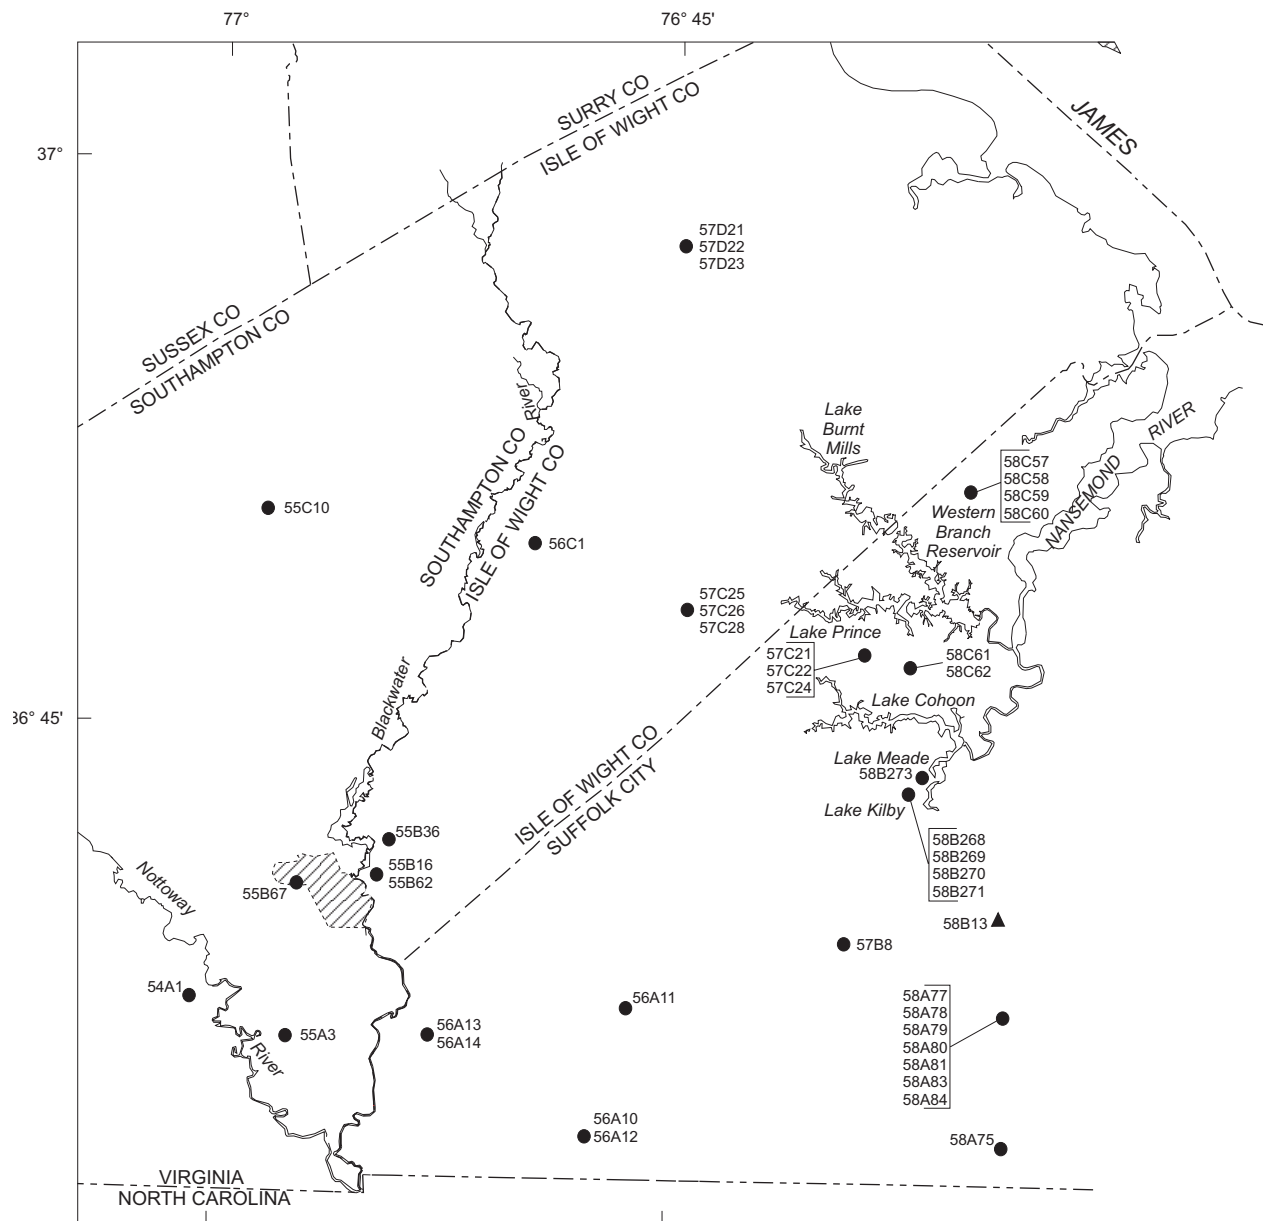 77°
76° 45'
SURRY CO
ISLE OF WIGHT CO
JAMES
37°
57D21
57D22
57D23
SUSSEX CO
SOUTHAMPTON CO
River
Lake
Burnt
Mills
RIVER
NANSEMOND
58C57
58C58
58C59
58C60
Western
Branch
Reservoir
55C10
SOUTHAMPTON CO
ISLE OF WIGHT CO
56C1
57C25
57C26
57C28
Lake Prince
57C21
57C22
57C24
58C61
58C62
Blackwater
Lake Cohoon
36° 45'
ISLE OF WIGHT CO
SUFFOLK CITY
Lake Meade
58B273
Lake Kilby
55B36
58B268
58B269
58B270
58B271
55B16
55B62
55B67
Nottoway
58B13
57B8
54A1
56A11
58A77
58A78
58A79
58A80
58A81
58A83
58A84
55A3
56A13
56A14
River
56A10
56A12
58A75
VIRGINIA
NORTH CAROLINA